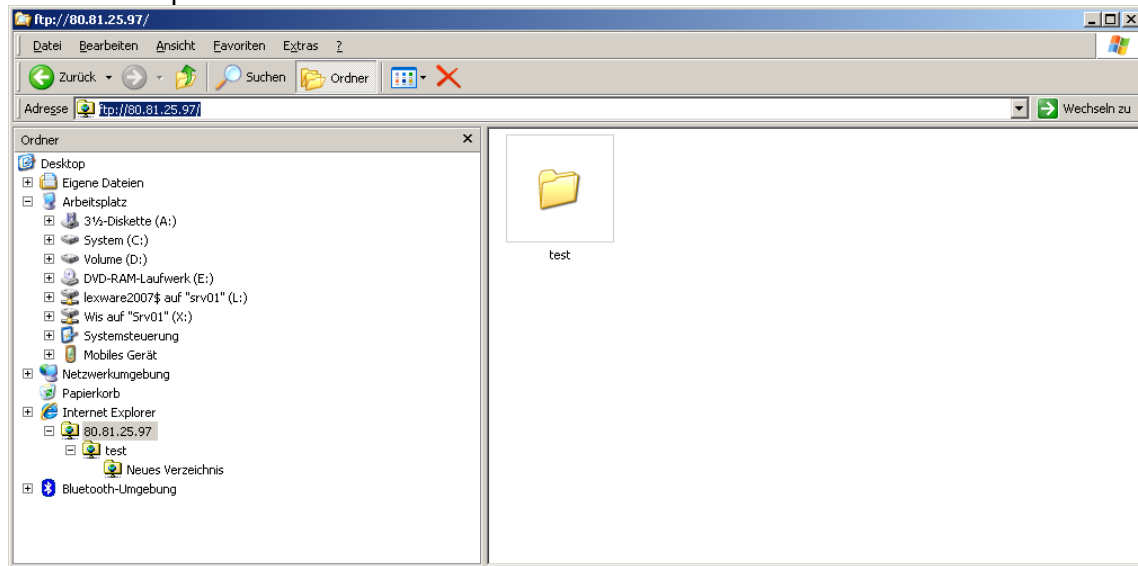 ftp://80.81.25.97/
Datei Bearbeiten Ansicht Favoriten Extras ?
Zurück Suchen Ordner
Adresse ftp://80.81.25.97/ Wechseln zu
Ordner
Desktop
Eigene Dateien
Arbeitsplatz
3½-Diskette (A:)
System (C:)
Volume (D:)
DVD-RAM-Laufwerk (E:)
lexware2007$ auf "srv01" (L:)
Wis auf "Srv01" (X:)
Systemsteuerung
Mobiles Gerät
Netzwerkumgebung
Papierkorb
Internet Explorer
80.81.25.97
test
Neues Verzeichnis
Bluetooth-Umgebung
test